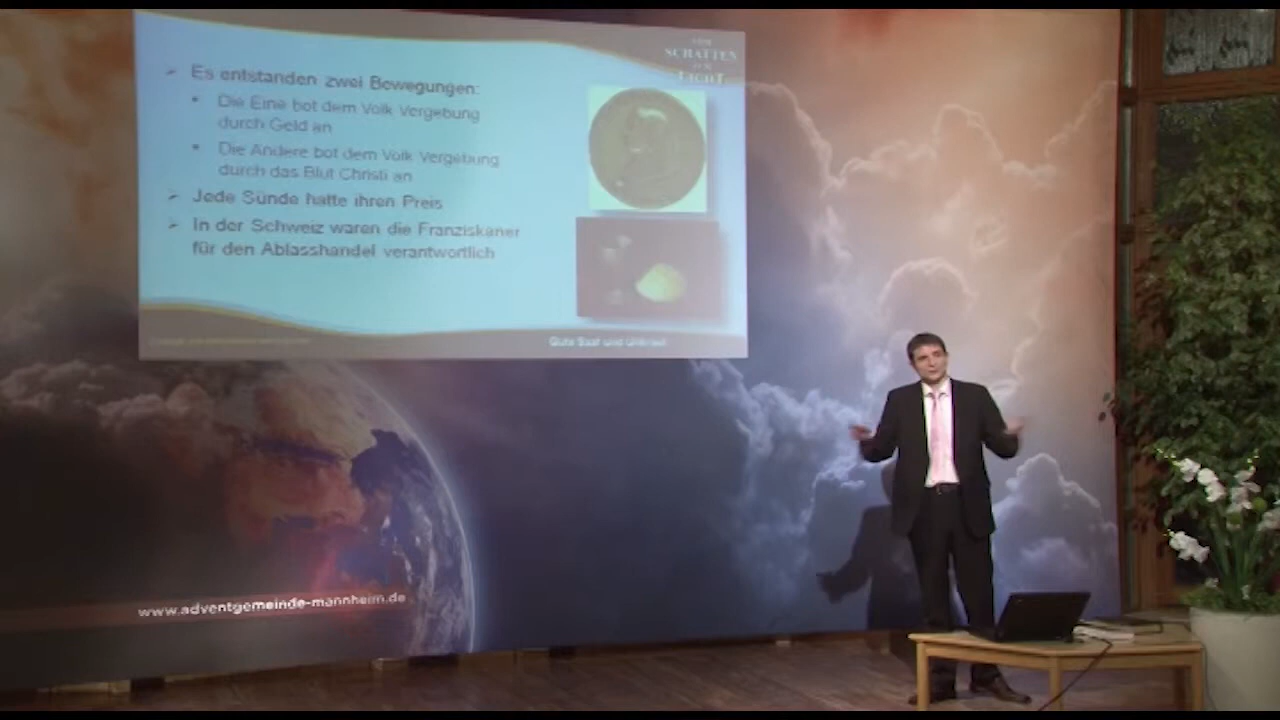 VOM
SCHATTEN
INS
LICHT
Es entstanden zwei Bewegungen:
Die Eine bot dem Volk Vergebung
durch Geld an
Die Andere bot dem Volk Vergebung
durch das Blut Christi an
Jede Sünde hatte ihren Preis
In der Schweiz waren die Franziskaner
für den Ablasshandel verantwortlich
Gute Saat und Unkraut
www.adventgemeinde-mannheim.de